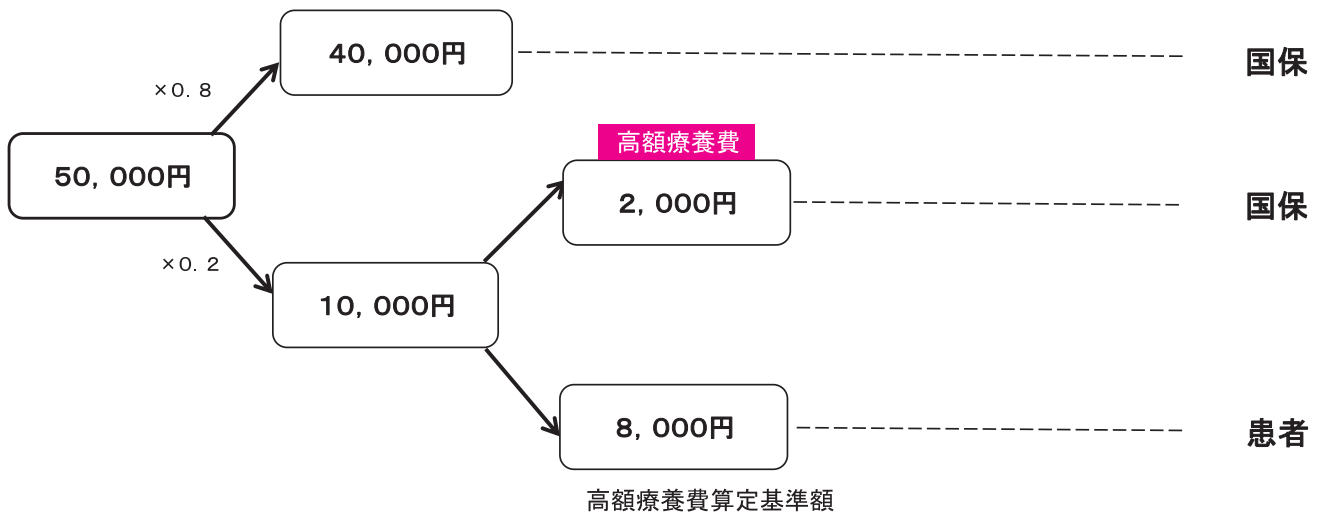 40，000円
国保
×0．8
高額療養費
50，000円
2，000円
国保
×0．2
10，000円
8，000円
患者
高額療養費算定基準額